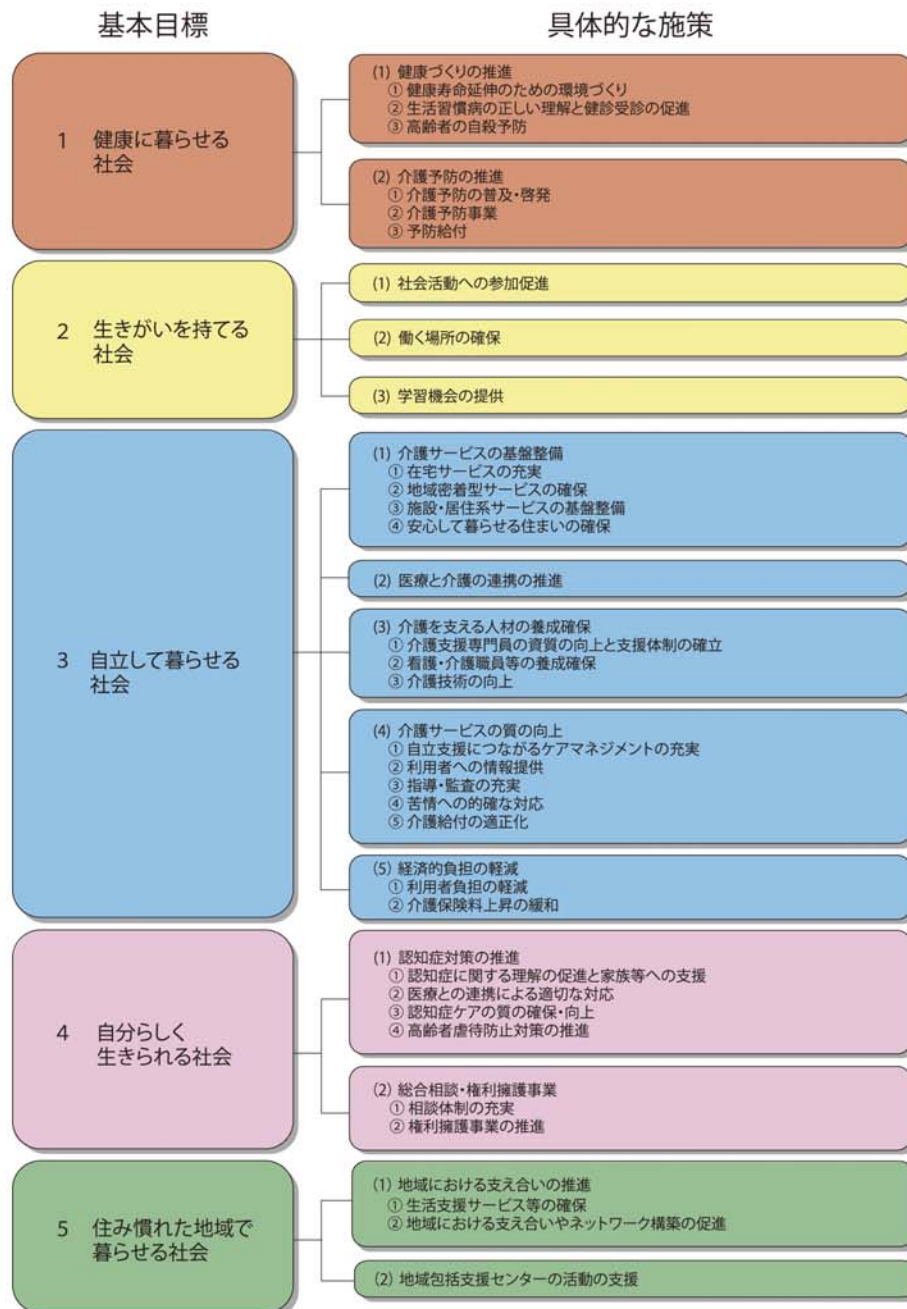 基本目標
具体的な施策
1 健康に暮らせる
社会
(1) 健康づくりの推進
① 健康寿命延伸のための環境づくり
② 生活習慣病の正しい理解と健診受診の促進
③ 高齢者の自殺予防
(2) 介護予防の推進
① 介護予防の普及・啓発
② 介護予防事業
③ 予防給付
2 生きがいを持てる
社会
(1) 社会活動への参加促進
(2) 働く場所の確保
(3) 学習機会の提供
3 自立して暮らせる
社会
(1) 介護サービスの基盤整備
① 在宅サービスの充実
② 地域密着型サービスの確保
③ 施設・居住系サービスの基盤整備
④ 安心して暮らせる住まいの確保
(2) 医療と介護の連携の推進
(3) 介護を支える人材の養成確保
① 介護支援専門員の資質の向上と支援体制の確立
② 看護・介護職員等の養成確保
③ 介護技術の向上
(4) 介護サービスの質の向上
① 自立支援につながるケアマネジメントの充実
② 利用者への情報提供
③ 指導・監査の充実
④ 苦情への的確な対応
⑤ 介護給付の適正化
(5) 経済的負担の軽減
① 利用者負担の軽減
② 介護保険料上昇の緩和
4 自分らしく
生きられる社会
(1) 認知症対策の推進
① 認知症に関する理解の促進と家族等への支援
② 医療との連携による適切な対応
③ 認知症ケアの質の確保・向上
④ 高齢者虐待防止対策の推進
(2) 総合相談・権利擁護事業
① 相談体制の充実
② 権利擁護事業の推進
5 住み慣れた地域で
暮らせる社会
(1) 地域における支え合いの推進
① 生活支援サービス等の確保
② 地域における支え合いやネットワーク構築の促進
(2) 地域包括支援センターの活動の支援